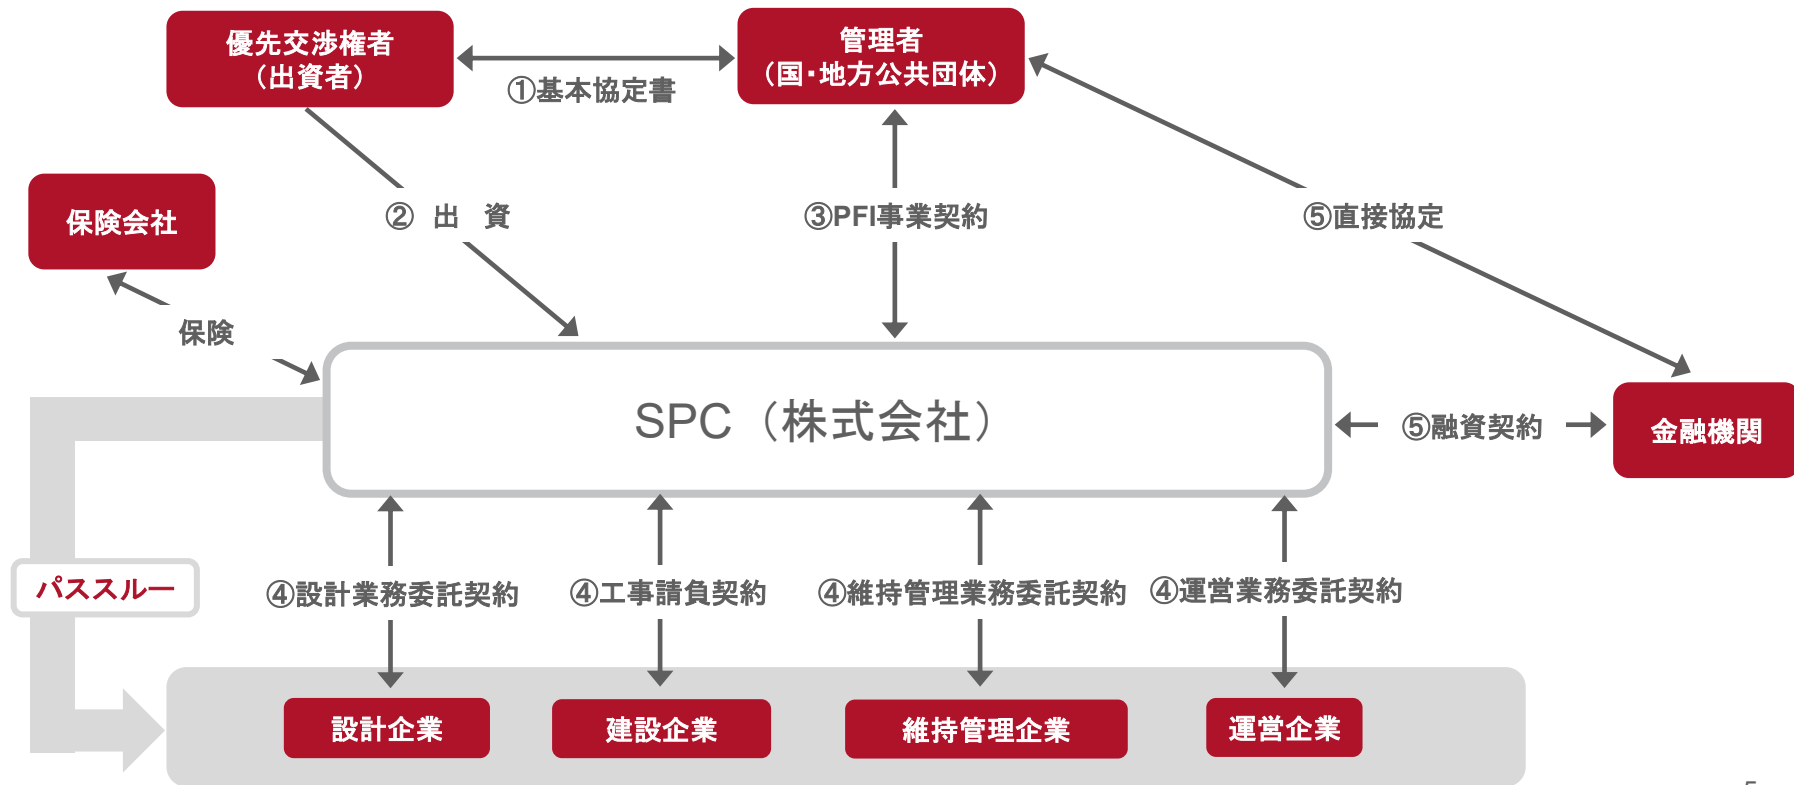 優先交渉権者
（出資者）
管理者
（国・地方公共団体）
①基本協定書
保険会社
② 出 資
③PFI事業契約
⑤直接協定
保険
SPC（株式会社）
⑤融資契約
金融機関
パススルー
④設計業務委託契約
④工事請負契約
④維持管理業務委託契約
④運営業務委託契約
設計企業
建設企業
維持管理企業
運営企業